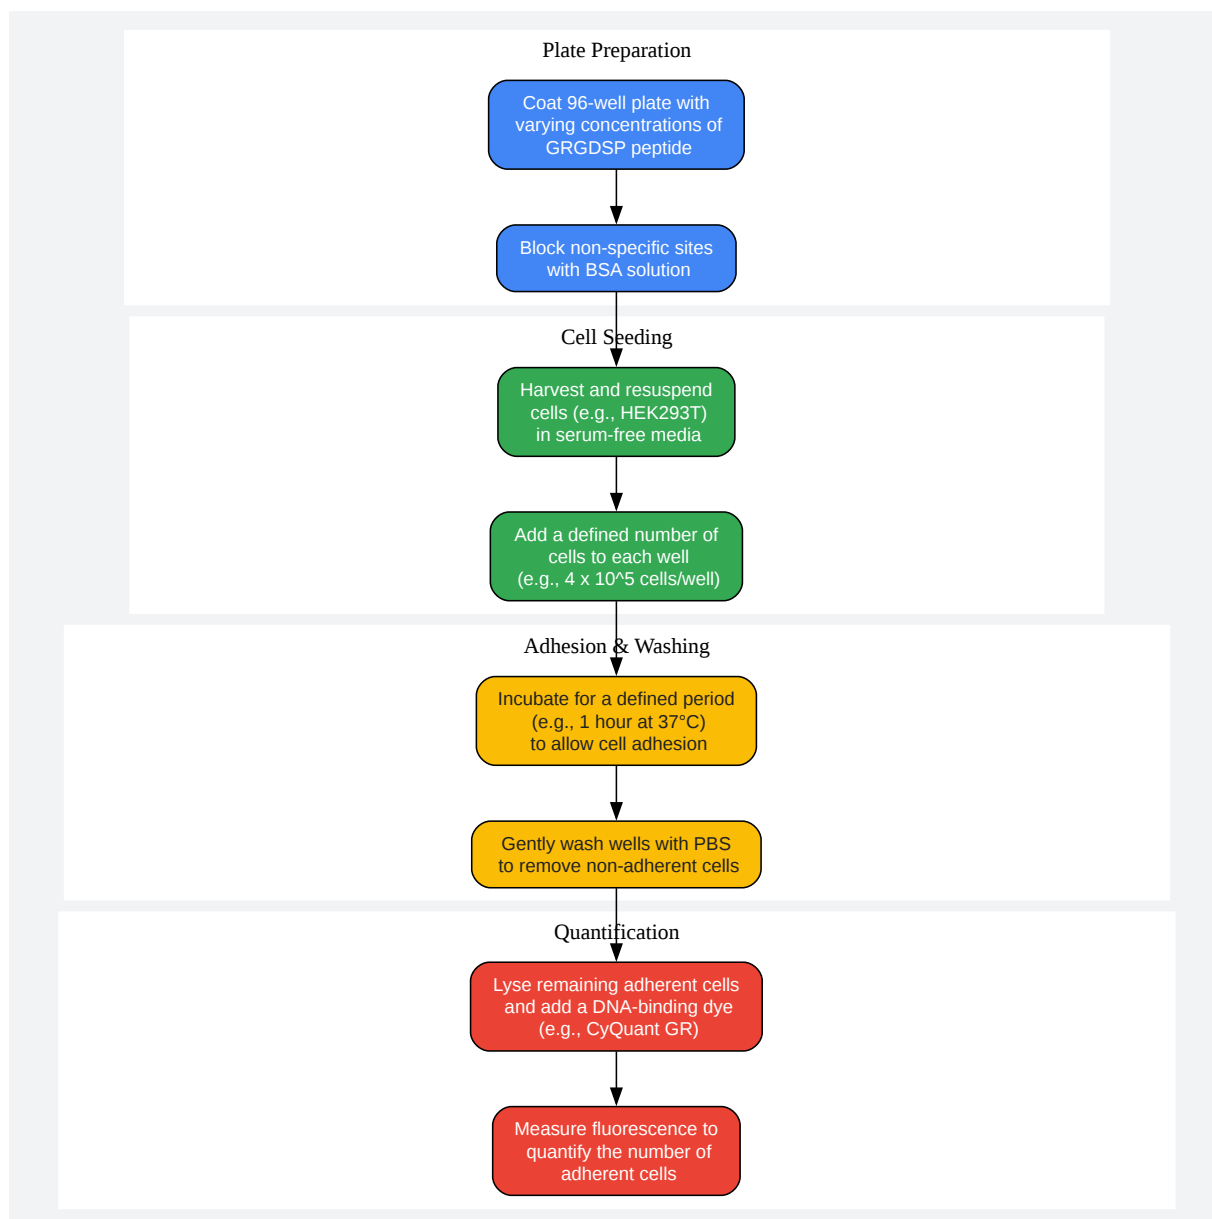 Plate Preparation
Coat 96-well plate with
varying concentrations of
GRGDSP peptide
Block non-specific sites
with BSA solution
Cell Seeding
Harvest and resuspend
cells (e.g., HEK293T)
in serum-free media
Add a defined number of
cells to each well
(e.g., 4 x 10^5 cells/well)
Adhesion & Washing
Incubate for a defined period
(e.g., 1 hour at 37°C)
to allow cell adhesion
Gently wash wells with PBS
to remove non-adherent cells
Quantification
Lyse remaining adherent cells
and add a DNA-binding dye
(e.g., CyQuant GR)
Measure fluorescence to
quantify the number of
adherent cells